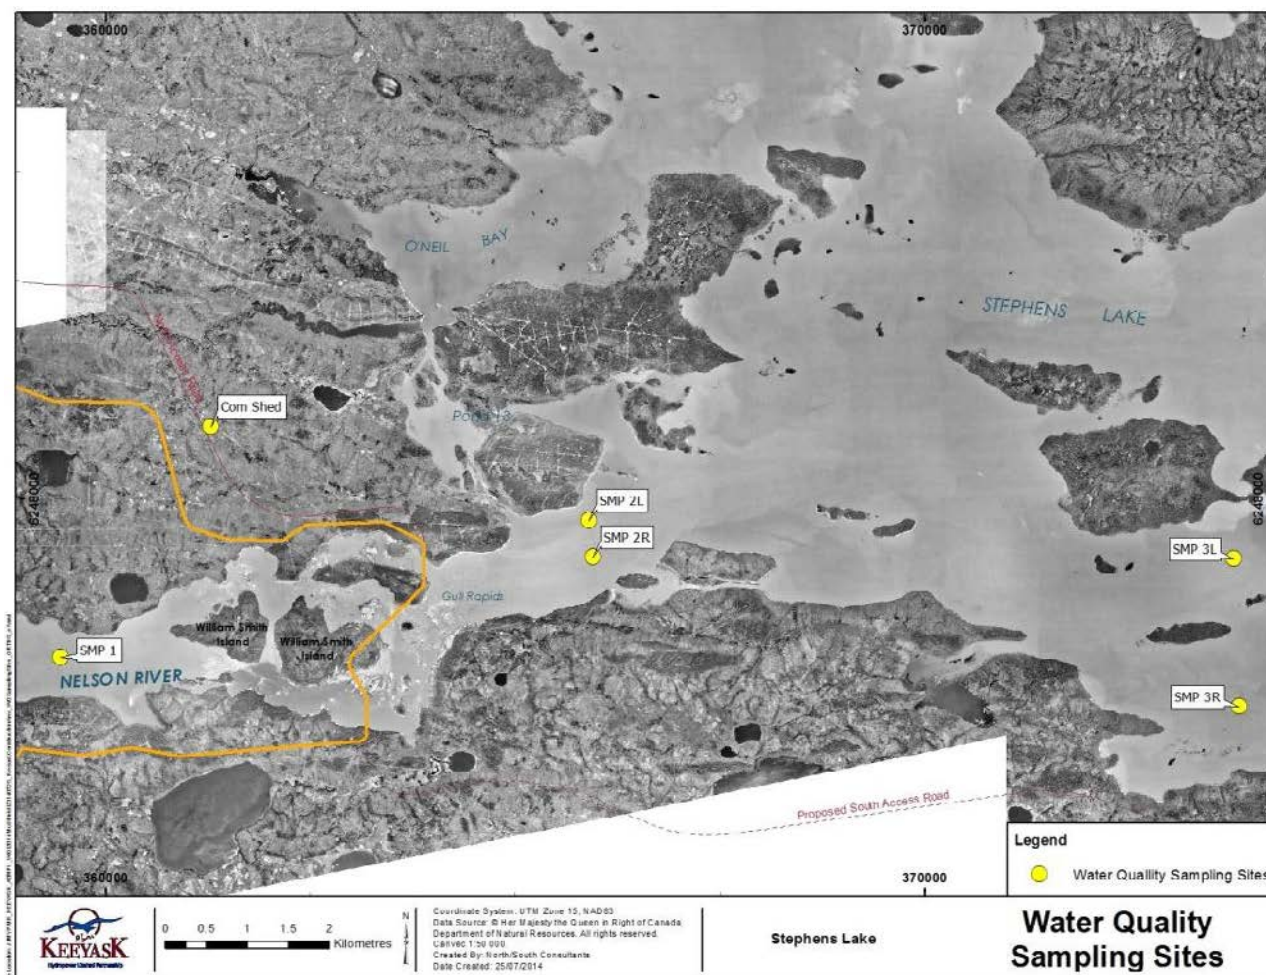 360000
370000
O'NEIL BAY
STEPHENS LAKE
Com Shed
6248000
6248000
SMP 2L
SMP 2R
SMP 3L
Gull Rapids
William Smith
Island
William Smith
Island
SMP 1
NELSON RIVER
SMP 3R
Proposed South Access Road
Legend
Water Quallity Sampling Sites
360000
370000
KEEYASK
Hydropower Limited Partnership
0 0.5 1 1.5 2
Kilometres
N
Coordinate System: UTM Zone 15, NAD83
Data Source: © Her Majesty the Queen in Right of Canada
Department of Natural Resources. All rights reserved.
Created By: North/South Consultants
Date Created: 25/07/2014
Stephens Lake
Water Quality
Sampling Sites